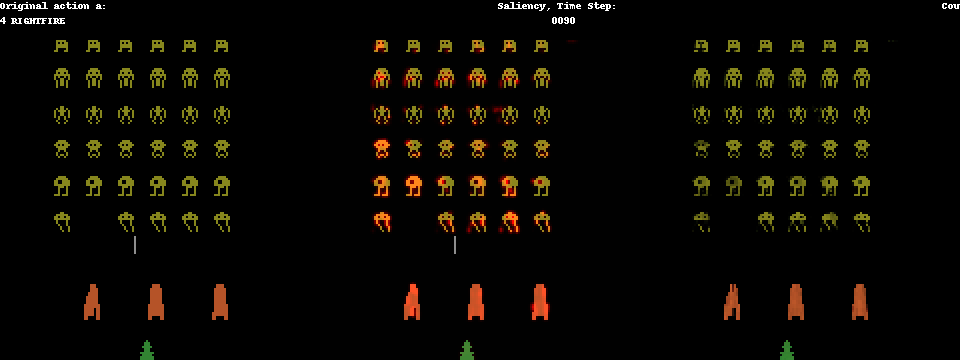 Original action a:
4 RIGHTFIRE
Saliency, Time Step:
0090
Cou